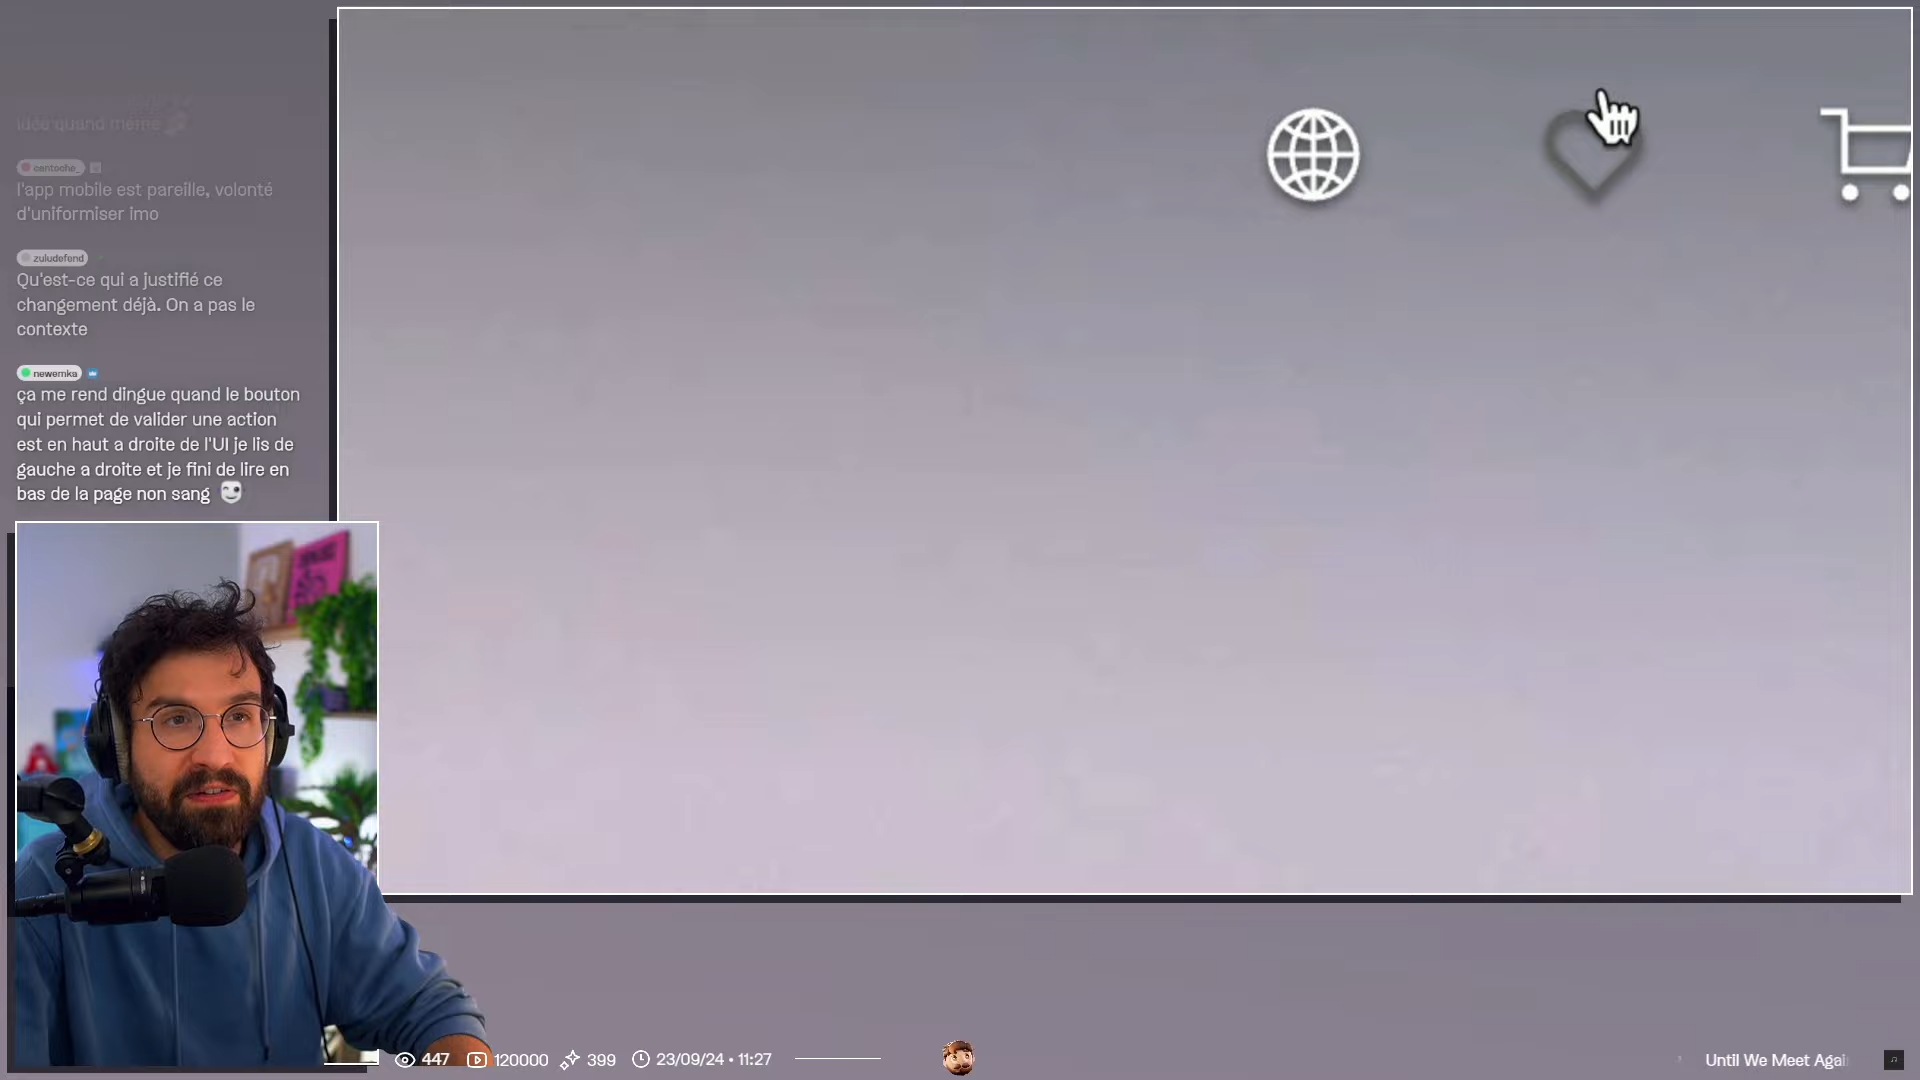 idée quand même
centoche_
l'app mobile est pareille, volonté
d'uniformiser imo
zuludefend
Qu'est-ce qui a justifié ce
changement déjà. On a pas le
contexte
newemka
ça me rend dingue quand le bouton
qui permet de valider une action
est en haut a droite de l'UI je lis de
gauche a droite et je fini de lire en
bas de la page non sang
447 120000 399 23/09/24 • 11:27
Until We Meet Agai